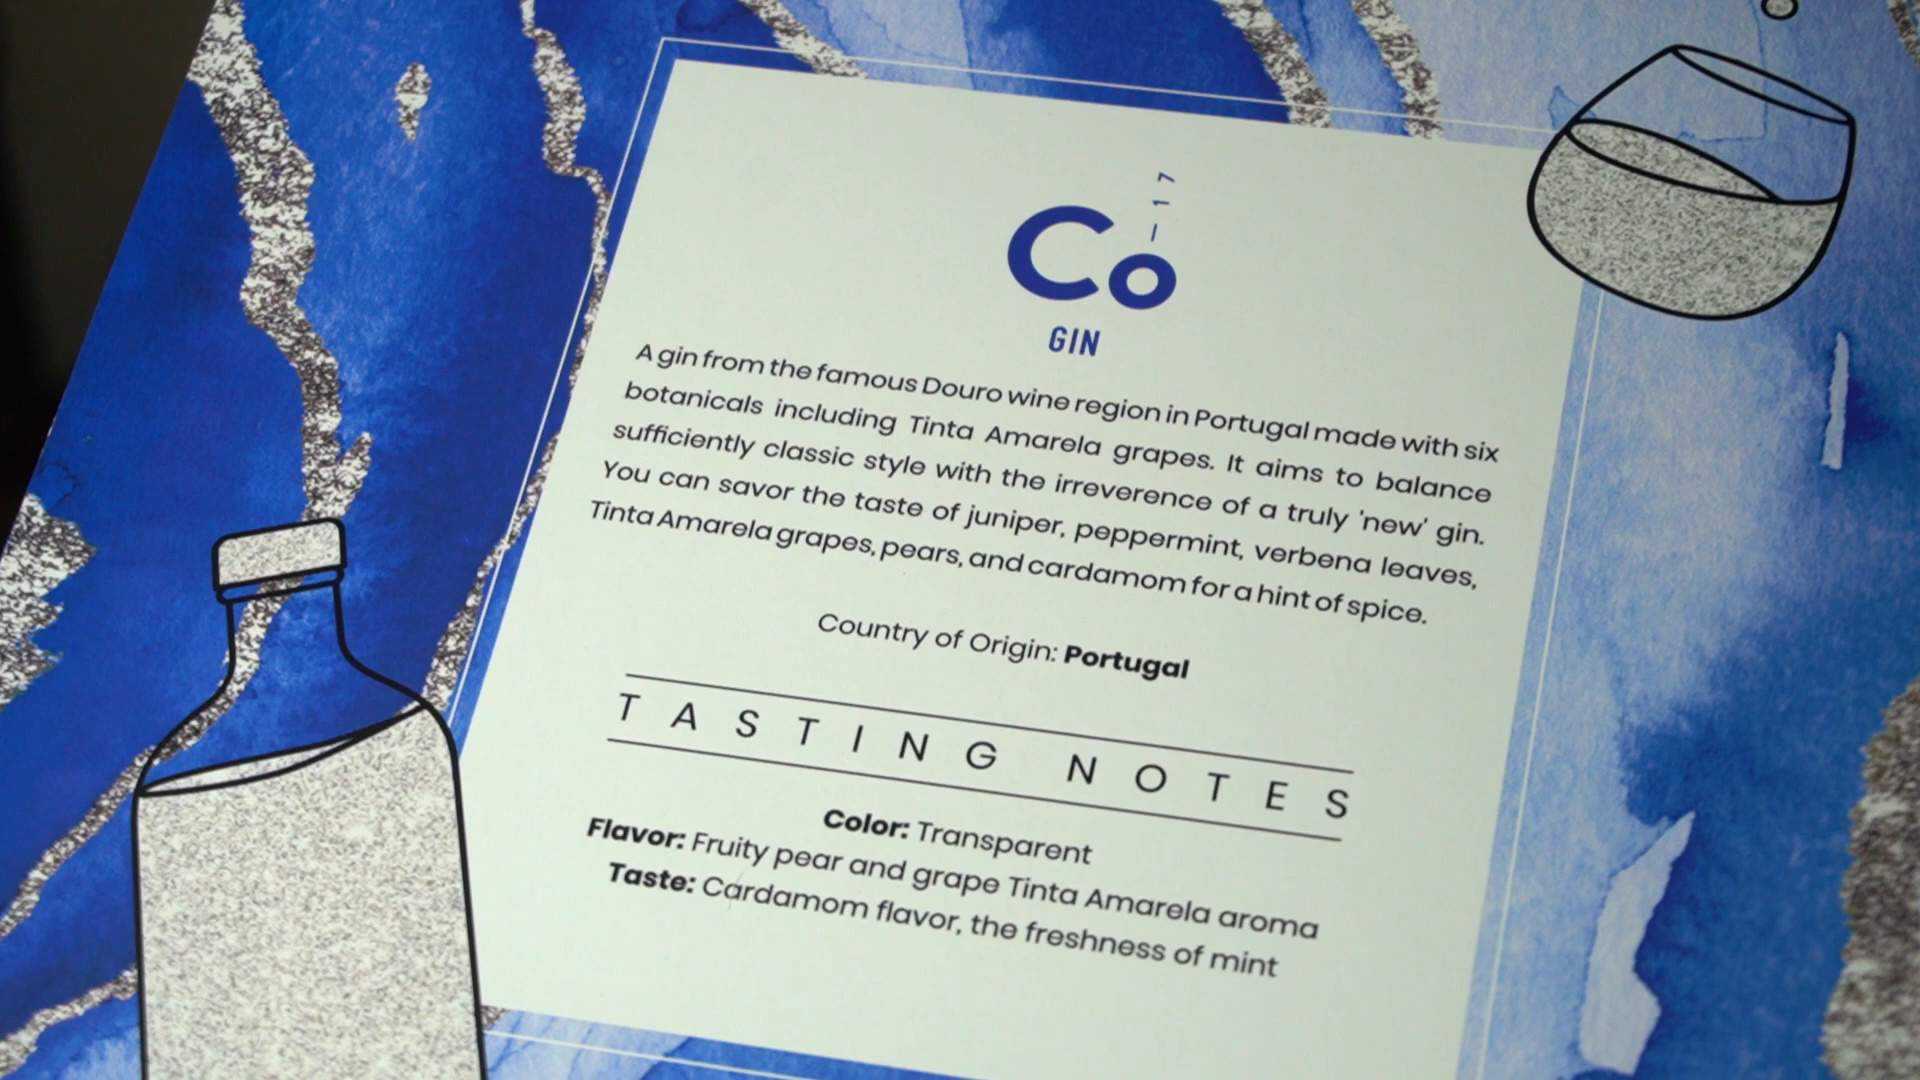 Co-17
GIN
A gin from the famous Douro wine region in Portugal made with six
botanicals including Tinta Amarela grapes. It aims to balance
sufficiently classic style with the irreverence of a truly 'new' gin.
You can savor the taste of juniper, peppermint, verbena leaves,
Tinta Amarela grapes, pears, and cardamom for a hint of spice.
Country of Origin: Portugal
TASTING NOTES
Color: Transparent
Flavor: Fruity pear and grape Tinta Amarela aroma
Taste: Cardamom flavor, the freshness of mint